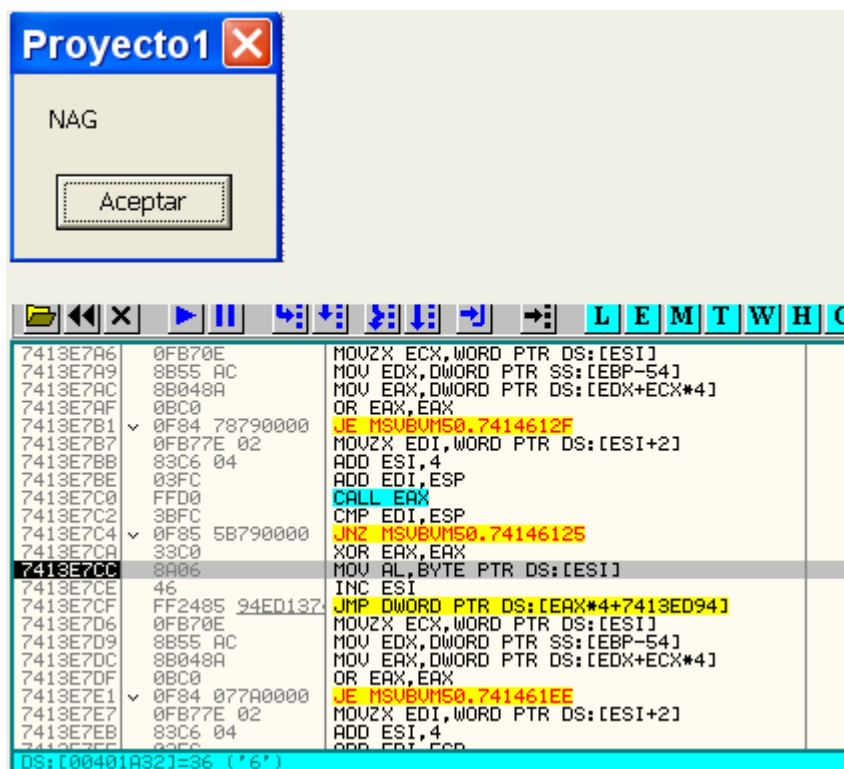 Proyecto1
NAG
Aceptar
L E M T W H
7413E7A6 0FB70E MOVZX ECX,WORD PTR DS:[ESI]
7413E7A9 8B55 AC MOV EDX,DWORD PTR SS:[EBP-54]
7413E7AC 8B048A MOV EAX,DWORD PTR DS:[EDX+ECX*4]
7413E7AF 0BC0 OR EAX,EAX
7413E7B1 0F84 78790000 JE MSVBVM50.7414612F
7413E7B7 0FB77E 02 MOVZX EDI,WORD PTR DS:[ESI+2]
7413E7BB 83C6 04 ADD ESI,4
7413E7BE 03FC ADD EDI,ESP
7413E7C0 FFD0 CALL EAX
7413E7C2 3BFC CMP EDI,ESP
7413E7C4 0F85 5B790000 JNZ MSVBVM50.74146125
7413E7CA 33C0 XOR EAX,EAX
7413E7CC 8A06 MOV AL,BYTE PTR DS:[ESI]
7413E7CE 46 INC ESI
7413E7CF FF2485 94ED137 JMP DWORD PTR DS:[EAX*4+7413ED94]
7413E7D6 0FB70E MOVZX ECX,WORD PTR DS:[ESI]
7413E7D9 8B55 AC MOV EDX,DWORD PTR SS:[EBP-54]
7413E7DC 8B048A MOV EAX,DWORD PTR DS:[EDX+ECX*4]
7413E7DF 0BC0 OR EAX,EAX
7413E7E1 0F84 077A0000 JE MSVBVM50.741461EE
7413E7E7 0FB77E 02 MOVZX EDI,WORD PTR DS:[ESI+2]
7413E7EB 83C6 04 ADD ESI,4
DS:[00401A32]=36 ('6')